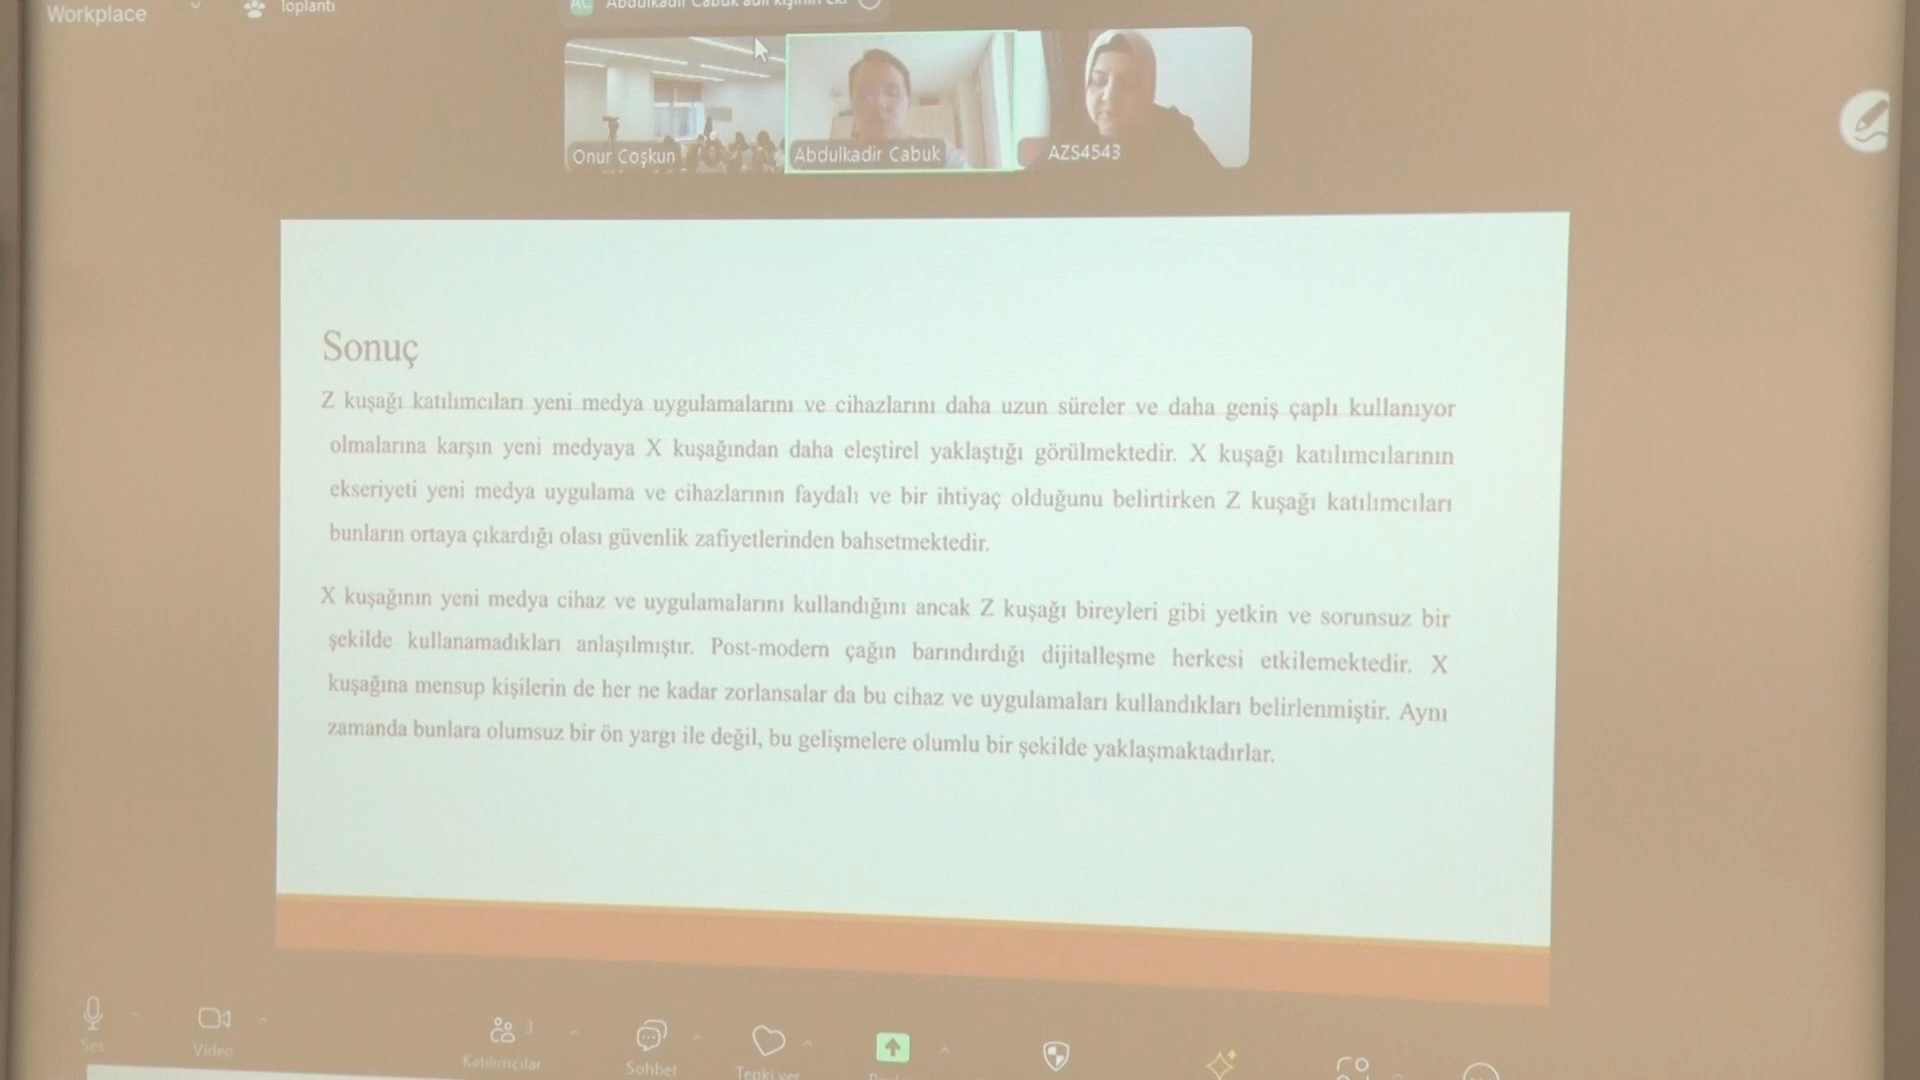 Workplace
Toplantı
Onur Coşkun
Abdulkadir Cabuk
AZS4543
Sonuç
Z kuşağı katılımcıları yeni medya uygulamalarını ve cihazlarını daha uzun süreler ve daha geniş çaplı kullanıyor
olmalarına karşın yeni medyaya X kuşağından daha eleştirel yaklaştığı görülmektedir. X kuşağı katılımcılarının
ekseriyeti yeni medya uygulama ve cihazlarının faydalı ve bir ihtiyaç olduğunu belirtirken Z kuşağı katılımcıları
bunların ortaya çıkardığı olası güvenlik zafiyetlerinden bahsetmektedir.
X kuşağının yeni medya cihaz ve uygulamalarını kullandığını ancak Z kuşağı bireyleri gibi yetkin ve sorunsuz bir
şekilde kullanamadıkları anlaşılmıştır. Post-modern çağın barındırdığı dijitalleşme herkesi etkilemektedir. X
kuşağına mensup kişilerin de her ne kadar zorlansalar da bu cihaz ve uygulamaları kullandıkları belirlenmiştir. Aynı
zamanda bunlara olumsuz bir ön yargı ile değil, bu gelişmelere olumlu bir şekilde yaklaşmaktadırlar.
Ses
Video
Katılımcılar
3
Sohbet